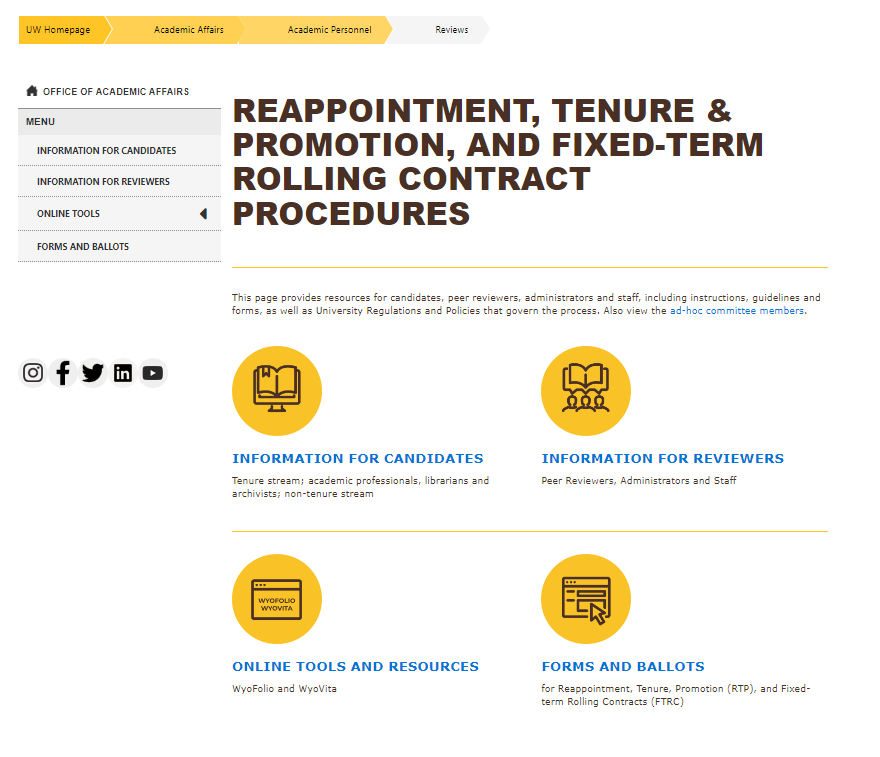 UW Homepage
Academic Affairs
Academic Personnel
Reviews
OFFICE OF ACADEMIC AFFAIRS
MENU
INFORMATION FOR CANDIDATES
INFORMATION FOR REVIEWERS
ONLINE TOOLS
FORMS AND BALLOTS
REAPPOINTMENT, TENURE &
PROMOTION, AND FIXED-TERM
ROLLING CONTRACT
PROCEDURES
This page provides resources for candidates, peer reviewers, administrators and staff, including instructions, guidelines and
forms, as well as University Regulations and Policies that govern the process. Also view the ad-hoc committee members.
INFORMATION FOR CANDIDATES
Tenure stream; academic professionals, librarians and
archivists; non-tenure stream
INFORMATION FOR REVIEWERS
Peer Reviewers, Administrators and Staff
WYOFOLIO
WYOVITA
ONLINE TOOLS AND RESOURCES
WyoFolio and WyoVita
FORMS AND BALLOTS
for Reappointment, Tenure, Promotion (RTP), and Fixed-
term Rolling Contracts (FTRC)